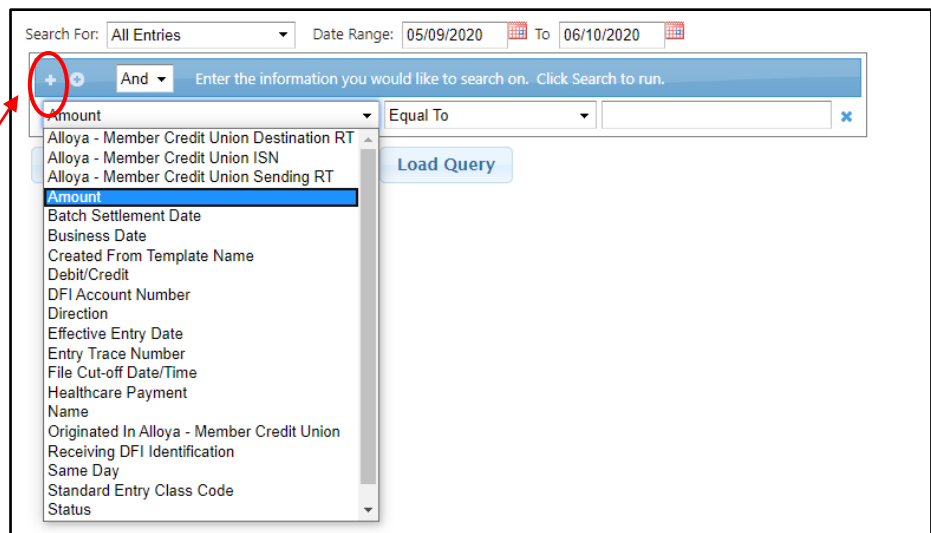 Search For: All Entries Date Range: 05/09/2020 To 06/10/2020
And Enter the information you would like to search on. Click Search to run.
Amount Equal To
Alloya - Member Credit Union Destination RT
Alloya - Member Credit Union ISN
Alloya - Member Credit Union Sending RT
Load Query
Amount
Batch Settlement Date
Business Date
Created From Template Name
Debit/Credit
DFI Account Number
Direction
Effective Entry Date
Entry Trace Number
File Cut-off Date/Time
Healthcare Payment
Name
Originated In Alloya - Member Credit Union
Receiving DFI Identification
Same Day
Standard Entry Class Code
Status